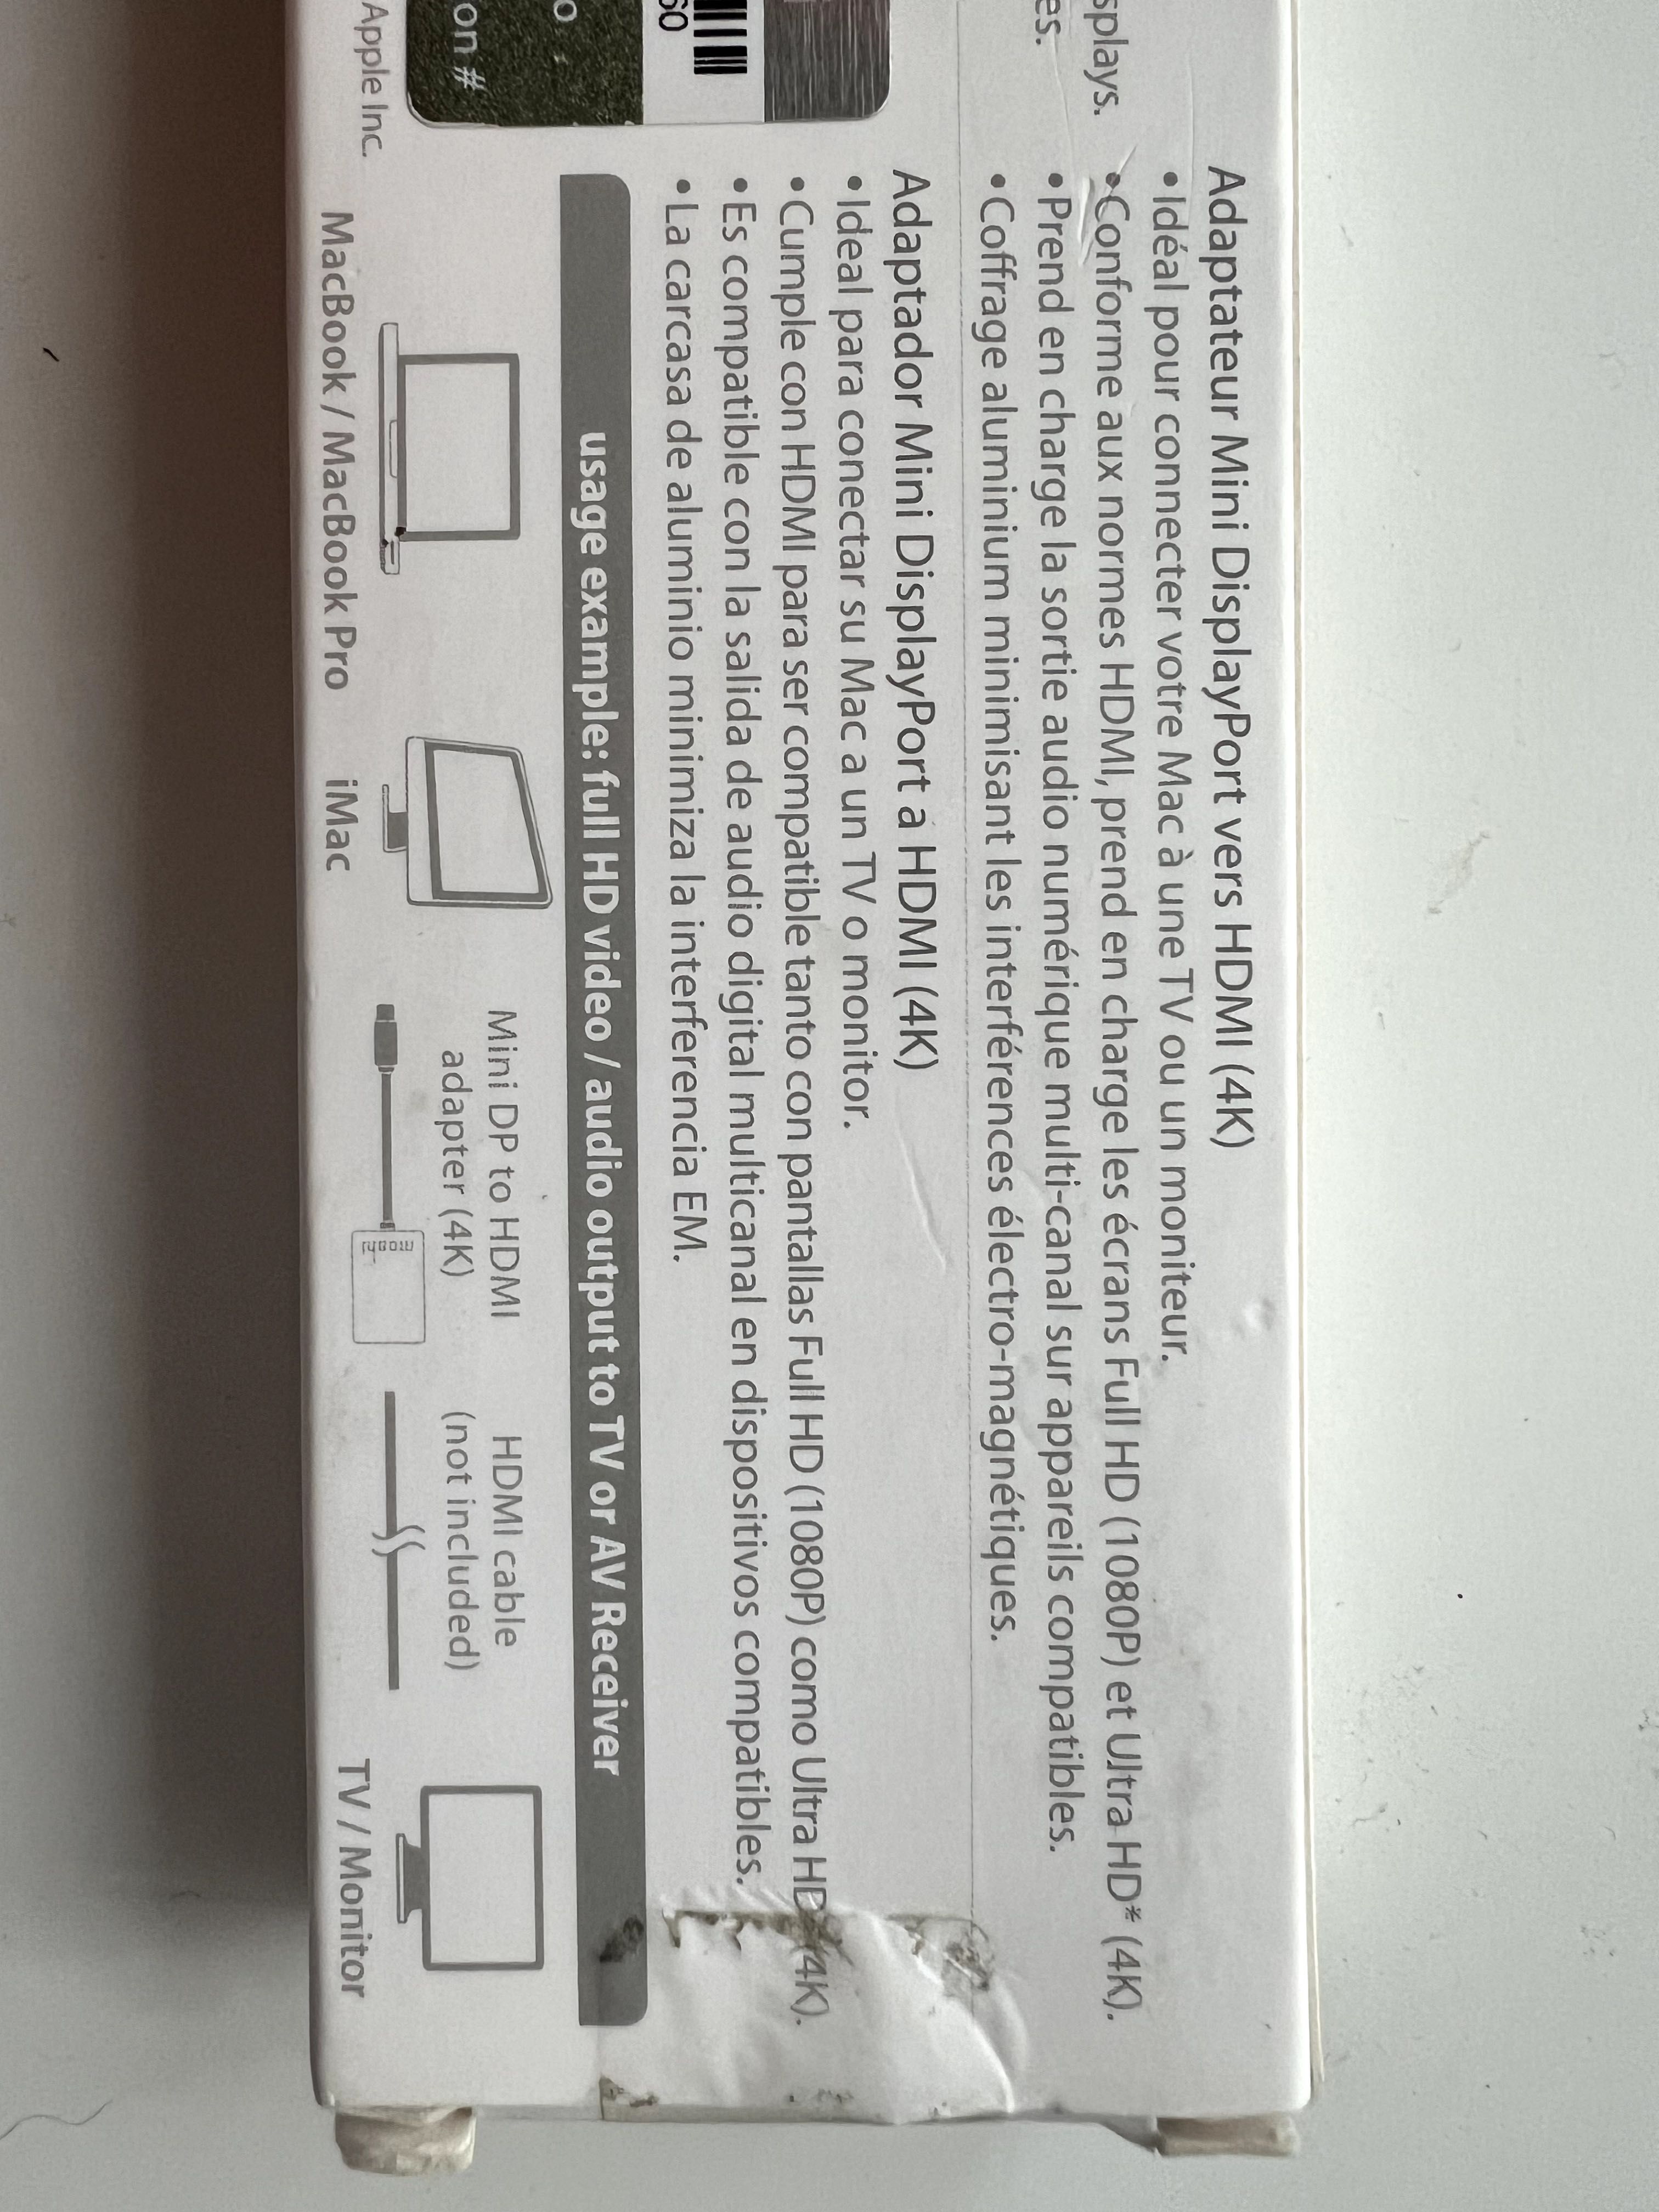 splays.
es.
60
o
on #
Apple Inc.
Adaptateur Mini DisplayPort vers HDMI (4K)
•Idéal pour connecter votre Mac à une TV ou un moniteur.
•Conforme aux normes HDMI, prend en charge les écrans Full HD (1080P) et Ultra HD* (4K).
•Prend en charge la sortie audio numérique multi-canal sur appareils compatibles.
•Coffrage aluminium minimisant les interférences électro-magnétiques.
Adaptador Mini DisplayPort a HDMI (4K)
•Ideal para conectar su Mac a un TV o monitor.
•Cumple con HDMI para ser compatible tanto con pantallas Full HD (1080P) como Ultra HD (4K).
•Es compatible con la salida de audio digital multicanal en dispositivos compatibles.
•La carcasa de aluminio minimiza la interferencia EM.
usage example: full HD video / audio output to TV or AV Receiver
Mini DP to HDMI
adapter (4K)
HDMI cable
(not included)
moshi
MacBook / MacBook Pro
iMac
TV / Monitor